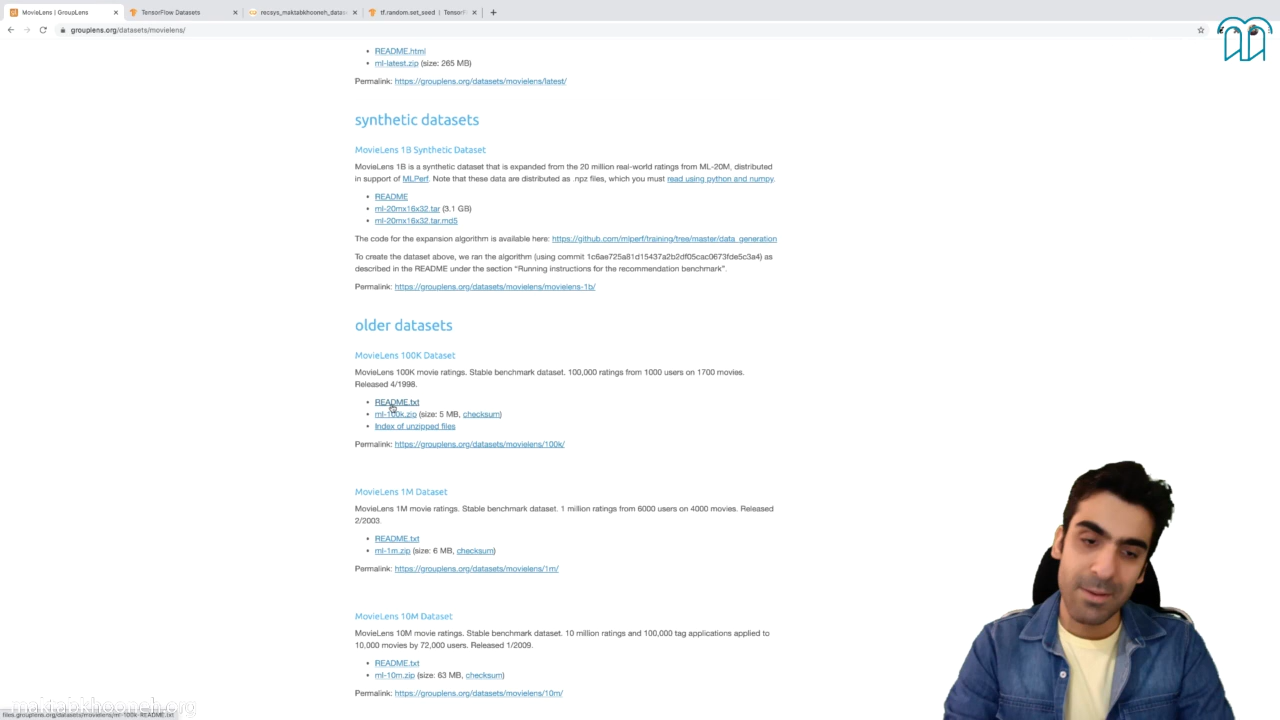 MovieLens | GroupLens
TensorFlow Datasets
recsys_maktabkhooneh_datase
tf.random.set_seed | TensorF
grouplens.org/datasets/movielens/
README.html
ml-latest.zip (size: 265 MB)
Permalink: https://grouplens.org/datasets/movielens/latest/
synthetic datasets
MovieLens 1B Synthetic Dataset
MovieLens 1B is a synthetic dataset that is expanded from the 20 million real-world ratings from ML-20M, distributed
in support of MLPerf. Note that these data are distributed as .npz files, which you must read using python and numpy.
README
ml-20mx16x32.tar (3.1 GB)
ml-20mx16x32.tar.md5
The code for the expansion algorithm is available here: https://github.com/mlperf/training/tree/master/data_generation
To create the dataset above, we ran the algorithm (using commit 1c6ae725a81d15437a2b2df05cac0673fde5c3a4) as
described in the README under the section “Running instructions for the recommendation benchmark”.
Permalink: https://grouplens.org/datasets/movielens/movielens-1b/
older datasets
MovieLens 100K Dataset
MovieLens 100K movie ratings. Stable benchmark dataset. 100,000 ratings from 1000 users on 1700 movies.
Released 4/1998.
README.txt
ml-100k.zip (size: 5 MB, checksum)
Index of unzipped files
Permalink: https://grouplens.org/datasets/movielens/100k/
MovieLens 1M Dataset
MovieLens 1M movie ratings. Stable benchmark dataset. 1 million ratings from 6000 users on 4000 movies. Released
2/2003.
README.txt
ml-1m.zip (size: 6 MB, checksum)
Permalink: https://grouplens.org/datasets/movielens/1m/
MovieLens 10M Dataset
MovieLens 10M movie ratings. Stable benchmark dataset. 10 million ratings and 100,000 tag applications applied to
10,000 movies by 72,000 users. Released 1/2009.
README.txt
ml-10m.zip (size: 63 MB, checksum)
Permalink: https://grouplens.org/datasets/movielens/10m/
maktabkhooneh.org
files.grouplens.org/datasets/movielens/ml-100k-README.txt